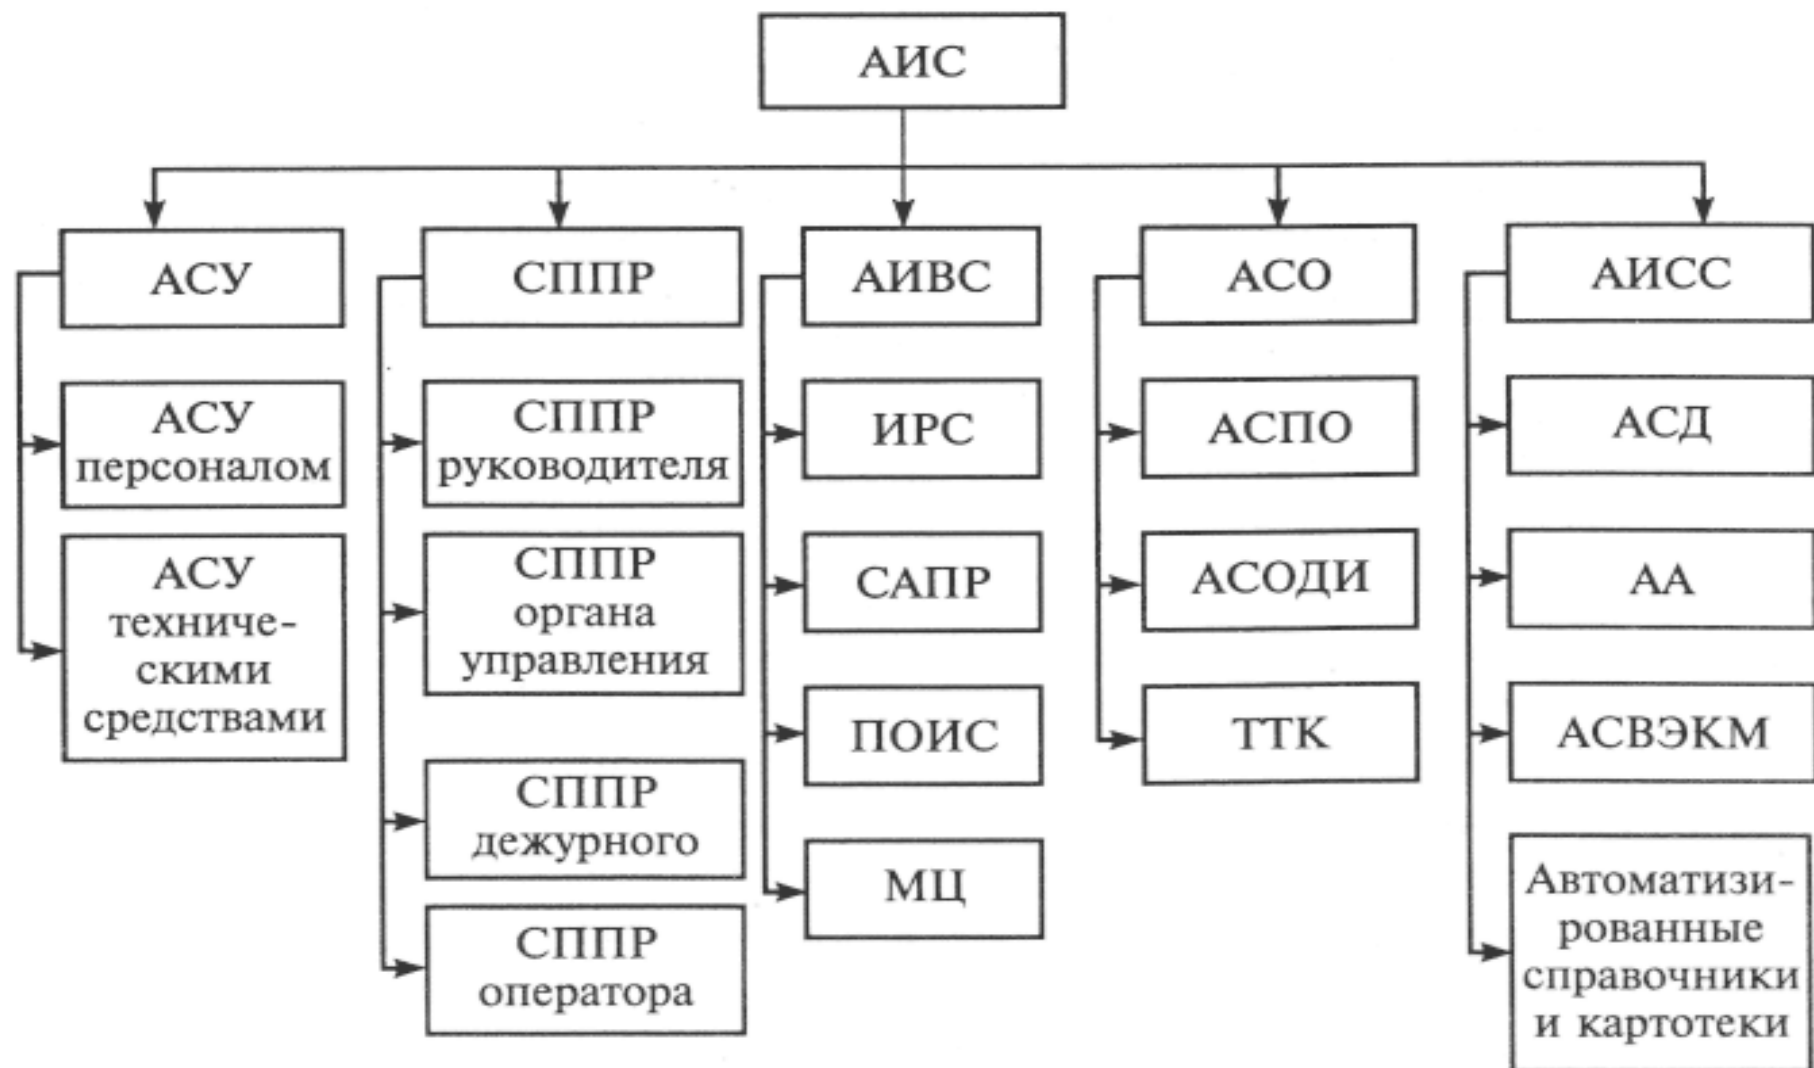 АИС
АСУ
СППР
АИВС
АСО
АИСС
АСУ
персоналом
АСУ
техниче-
скими
средствами
СППР
руководителя
СППР
органа
управления
СППР
дежурного
СППР
оператора
ИРС
САПР
ПОИС
МЦ
АСПО
АСОДИ
ТТК
АСД
АА
АСВЭКМ
Автоматизи-
рованные
справочники
и картотеки